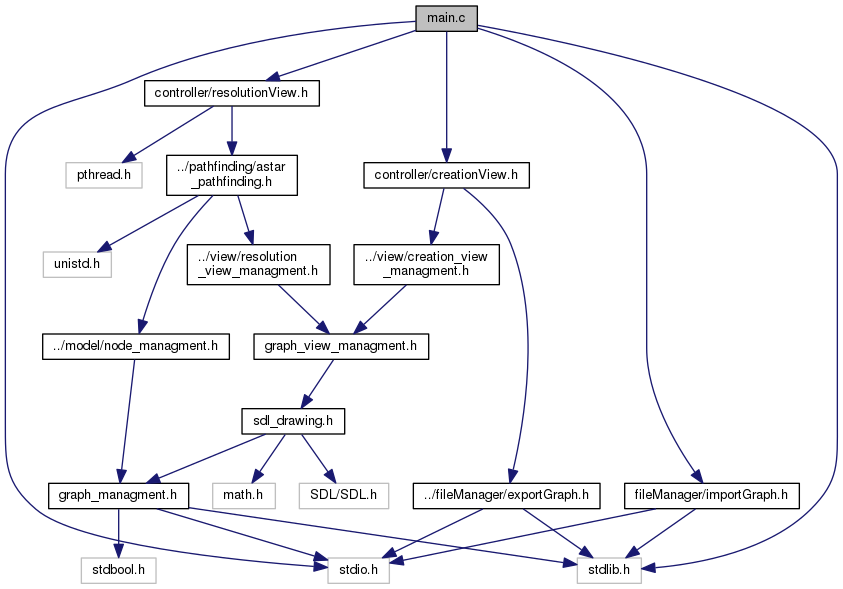 main.c
controller/resolutionView.h
pthread.h
../pathfinding/astar
_pathfinding.h
controller/creationView.h
unistd.h
../view/resolution
_view_managment.h
../view/creation_view
_managment.h
../model/node_managment.h
graph_view_managment.h
sdl_drawing.h
graph_managment.h
math.h
SDL/SDL.h
../fileManager/exportGraph.h
fileManager/importGraph.h
stdbool.h
stdio.h
stdlib.h